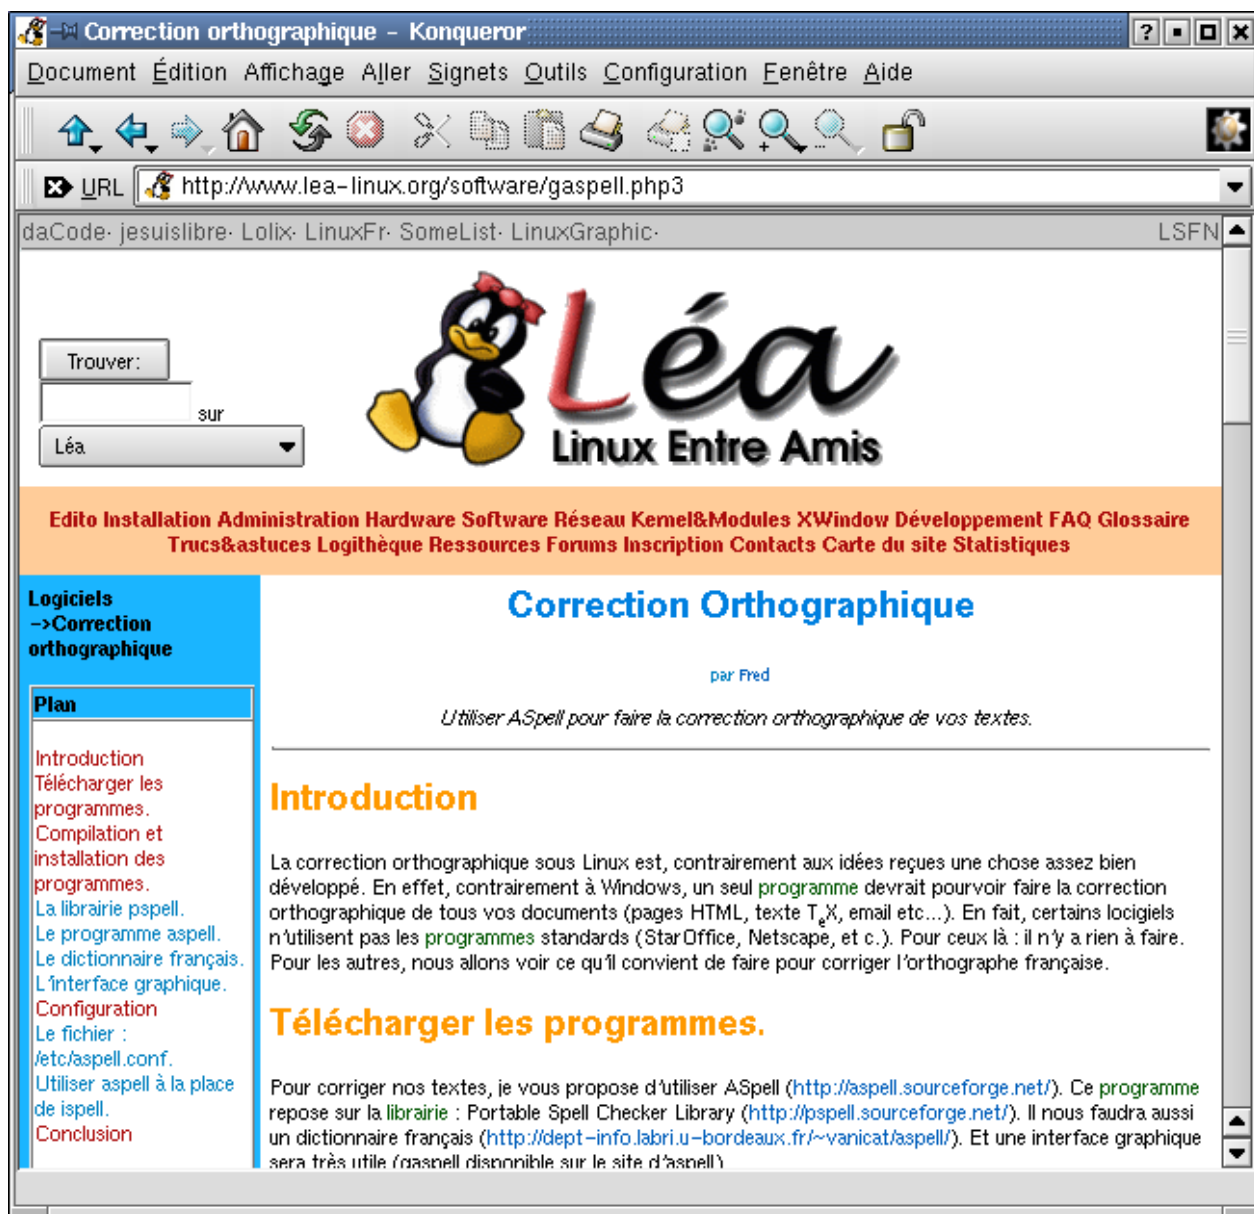 Correction orthographique – Konqueror
Document Édition Affichage Aller Signets Outils Configuration Fenêtre Aide
URL http://www.lea-linux.org/software/gaspell.php3
daCode· jesuislibre· Lolix· LinuxFr· SomeList· LinuxGraphic· LSFN
Léa
Linux Entre Amis
Trouver:
sur
Léa
Edito Installation Administration Hardware Software Réseau Kernel&Modules XWindow Développement FAQ Glossaire
Trucs&astuces Logithèque Ressources Forums Inscription Contacts Carte du site Statistiques
Logiciels
–>Correction
orthographique
Plan
Introduction
Télécharger les
programmes.
Compilation et
installation des
programmes.
La librairie pspell.
Le programme aspell.
Le dictionnaire français.
L'interface graphique.
Configuration
Le fichier :
/etc/aspell.conf.
Utiliser aspell à la place
de ispell.
Conclusion
Correction Orthographique
par Fred
Utiliser ASpell pour faire la correction orthographique de vos textes.
Introduction
La correction orthographique sous Linux est, contrairement aux idées reçues une chose assez bien
développé. En effet, contrairement à Windows, un seul programme devrait pourvoir faire la correction
orthographique de tous vos documents (pages HTML, texte TeX, email etc...). En fait, certains locigiels
n'utilisent pas les programmes standards (StarOffice, Netscape, et c.). Pour ceux là : il n'y a rien à faire.
Pour les autres, nous allons voir ce qu'il convient de faire pour corriger l'orthographe française.
Télécharger les programmes.
Pour corriger nos textes, je vous propose d'utiliser ASpell (http://aspell.sourceforge.net/). Ce programme
repose sur la librairie : Portable Spell Checker Library (http://pspell.sourceforge.net/). Il nous faudra aussi
un dictionnaire français (http://dept-info.labri.u-bordeaux.fr/~vanicat/aspell/). Et une interface graphique
sera très utile (gaspell disponible sur le site d'aspell)